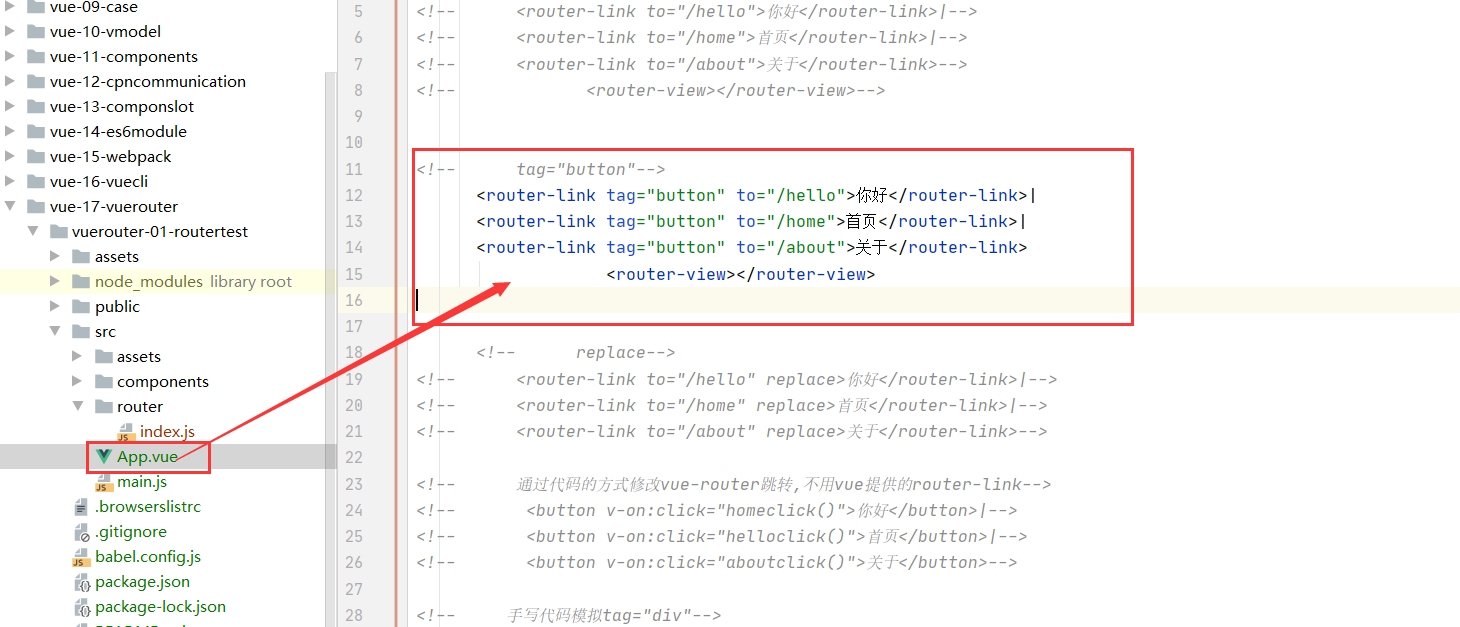 vue-09-case
vue-10-vmodel
vue-11-components
vue-12-cpncommunication
vue-13-componslot
vue-14-es6module
vue-15-webpack
vue-16-vuecli
vue-17-vuerouter
vuerouter-01-routertest
assets
node_modules library root
public
src
assets
components
router
JS index.js
App.vue
JS main.js
.browserslistrc
.gitignore
JS babel.config.js
package.json
package-lock.json
5 <!-- <router-link to="/hello">你好</router-link>|-->
6 <!-- <router-link to="/home">首页</router-link>|-->
7 <!-- <router-link to="/about">关于</router-link>-->
8 <!-- <router-view></router-view>-->
9
10
11 <!-- tag="button"-->
12 <router-link tag="button" to="/hello">你好</router-link>|
13 <router-link tag="button" to="/home">首页</router-link>|
14 <router-link tag="button" to="/about">关于</router-link>
15 <router-view></router-view>
16
17
18 <!-- replace-->
19 <!-- <router-link to="/hello" replace>你好</router-link>|-->
20 <!-- <router-link to="/home" replace>首页</router-link>|-->
21 <!-- <router-link to="/about" replace>关于</router-link>-->
22
23 <!-- 通过代码的方式修改vue-router跳转,不用vue提供的router-link-->
24 <!-- <button v-on:click="homeclick()">你好</button>|-->
25 <!-- <button v-on:click="helloclick()">首页</button>|-->
26 <!-- <button v-on:click="aboutclick()">关于</button>-->
27
28 <!-- 手写代码模拟tag="div"-->